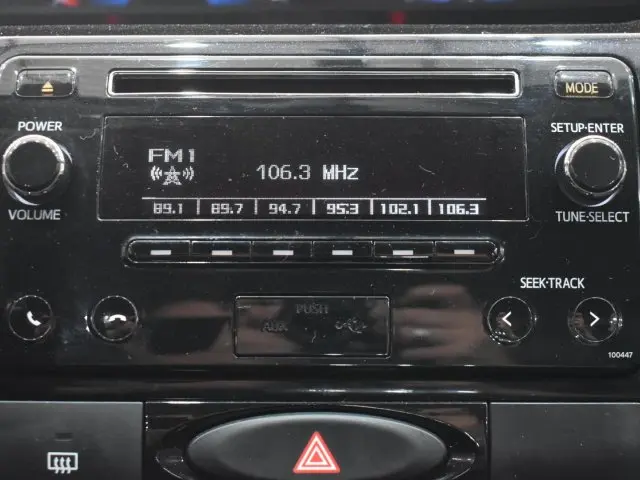 MODE
POWER
SETUP·ENTER
FM1
106.3 MHz
VOLUME
TUNE·SELECT
89.1 | 89.7 | 94.7 | 95.3 | 102.1 | 106.3
SEEK·TRACK
PUSH
AUX
100447